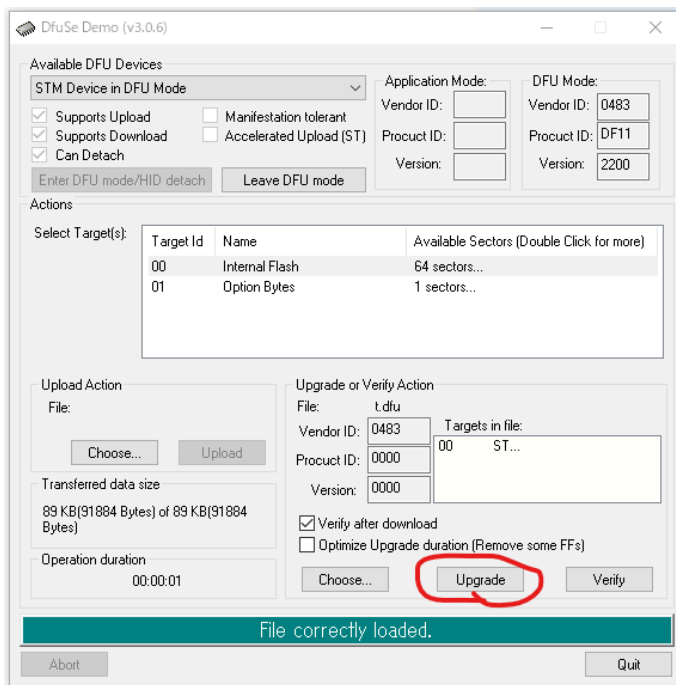 DfuSe Demo (v3.0.6)
Available DFU Devices
STM Device in DFU Mode
Supports Upload
Manifestation tolerant
Supports Download
Accelerated Upload (ST)
Can Detach
Enter DFU mode/HID detach
Leave DFU mode
Application Mode:
Vendor ID:
Procuct ID:
Version:
DFU Mode:
Vendor ID: 0483
Procuct ID: DF11
Version: 2200
Actions
Select Target(s):
Target Id Name Available Sectors (Double Click for more)
00 Internal Flash 64 sectors...
01 Option Bytes 1 sectors...
Upload Action
File:
Choose... Upload
Transferred data size
89 KB(91884 Bytes) of 89 KB(91884
Bytes)
Operation duration
00:00:01
Upgrade or Verify Action
File: t.dfu
Vendor ID: 0483
Procuct ID: 0000
Version: 0000
Targets in file:
00 ST...
Verify after download
Optimize Upgrade duration (Remove some FFs)
Choose... Upgrade Verify
File correctly loaded.
Abort Quit